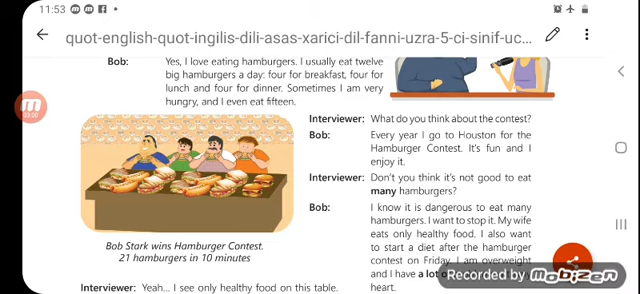 11:53
quot-english-quot-ingilis-dili-asas-xarici-dil-fanni-uzra-5-ci-sinif-uc...
Bob: Yes, I love eating hamburgers. I usually eat twelve
big hamburgers a day: four for breakfast, four for
lunch and four for dinner. Sometimes I am very
hungry, and I even eat fifteen.
00:00
Bob Stark wins Hamburger Contest.
21 hamburgers in 10 minutes
Interviewer: What do you think about the contest?
Bob: Every year I go to Houston for the
Hamburger Contest. It's fun and I
enjoy it.
Interviewer: Don't you think it's not good to eat
many hamburgers?
Bob: I know it is dangerous to eat many
hamburgers. I want to stop it. My wife
eats only healthy food. I also want
to start a diet after the hamburger
contest on Friday. I am overweight
and I have a lot
heart.
Interviewer: Yeah... I see only healthy food on this table.
Recorded by Mobizen